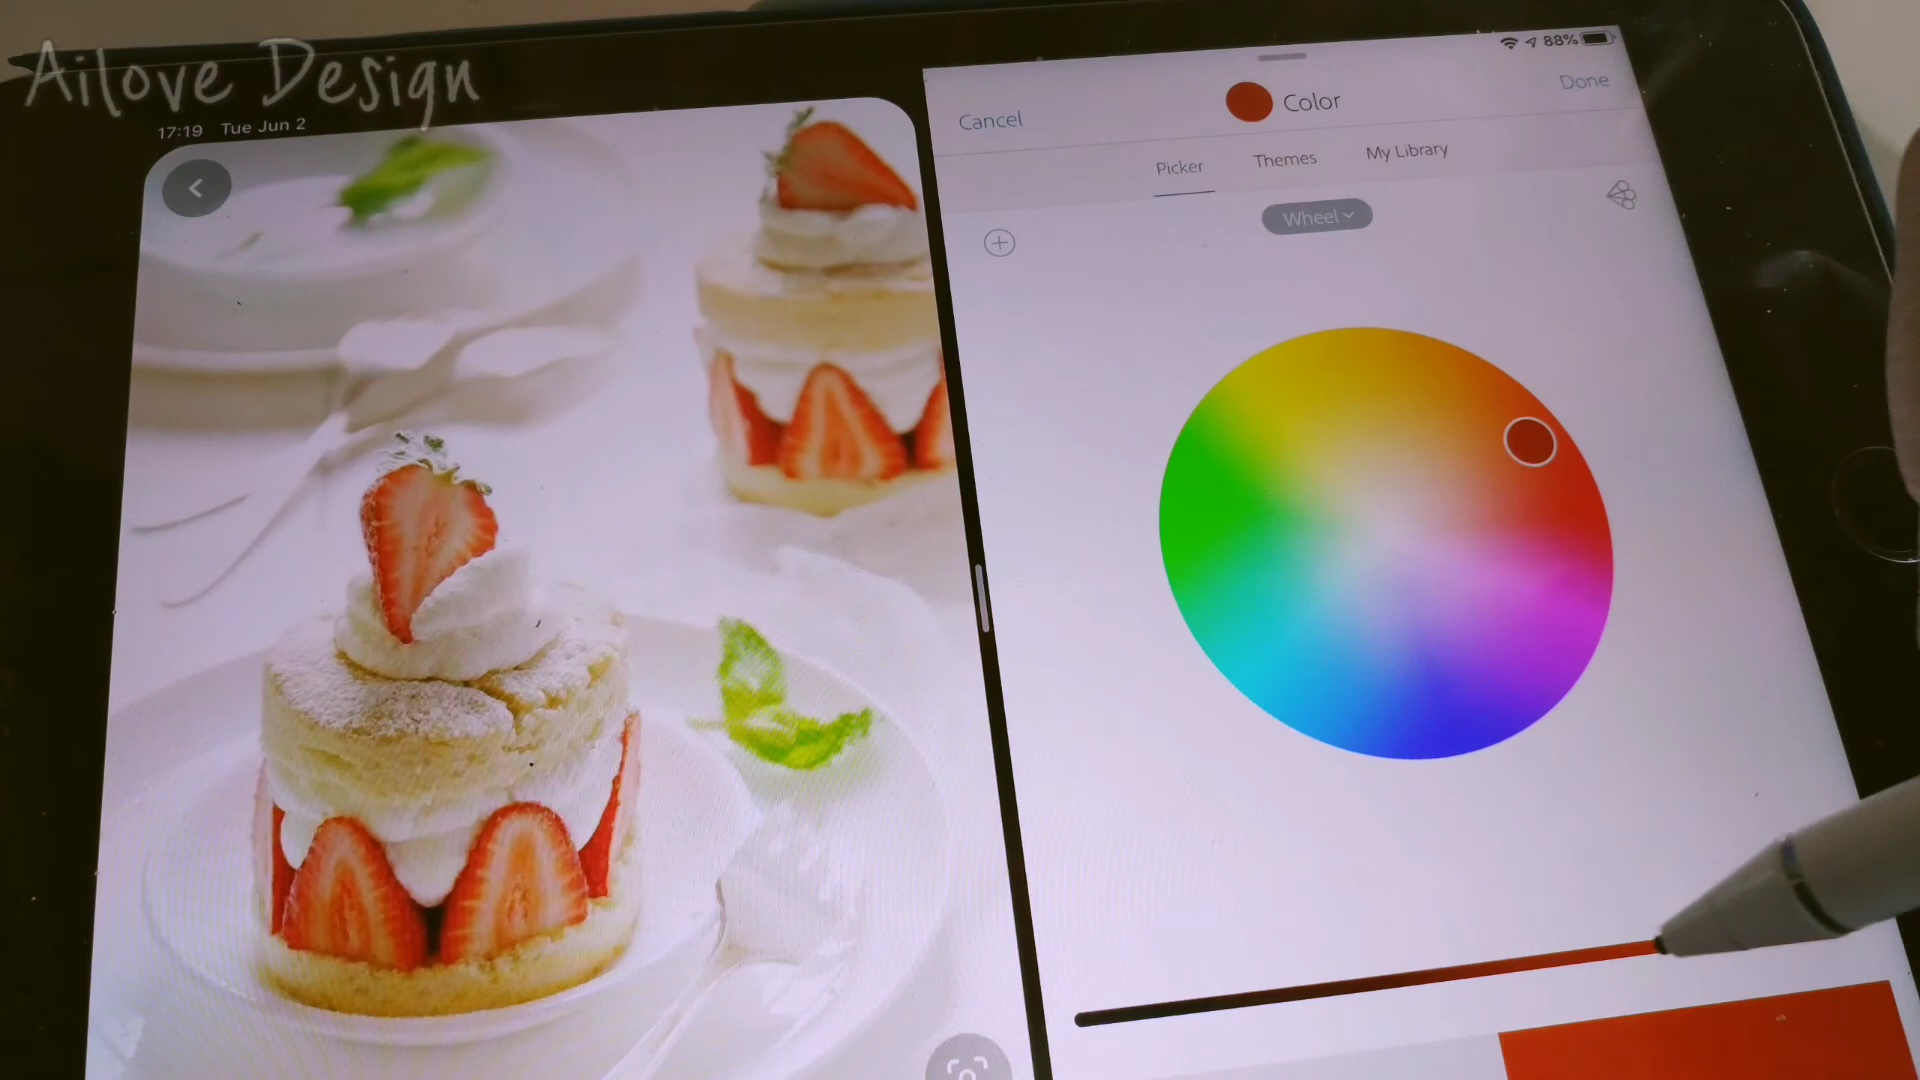 Ailove Design
17:19 Tue Jun 2
88%
Cancel
Color
Done
Picker
Themes
My Library
Wheel